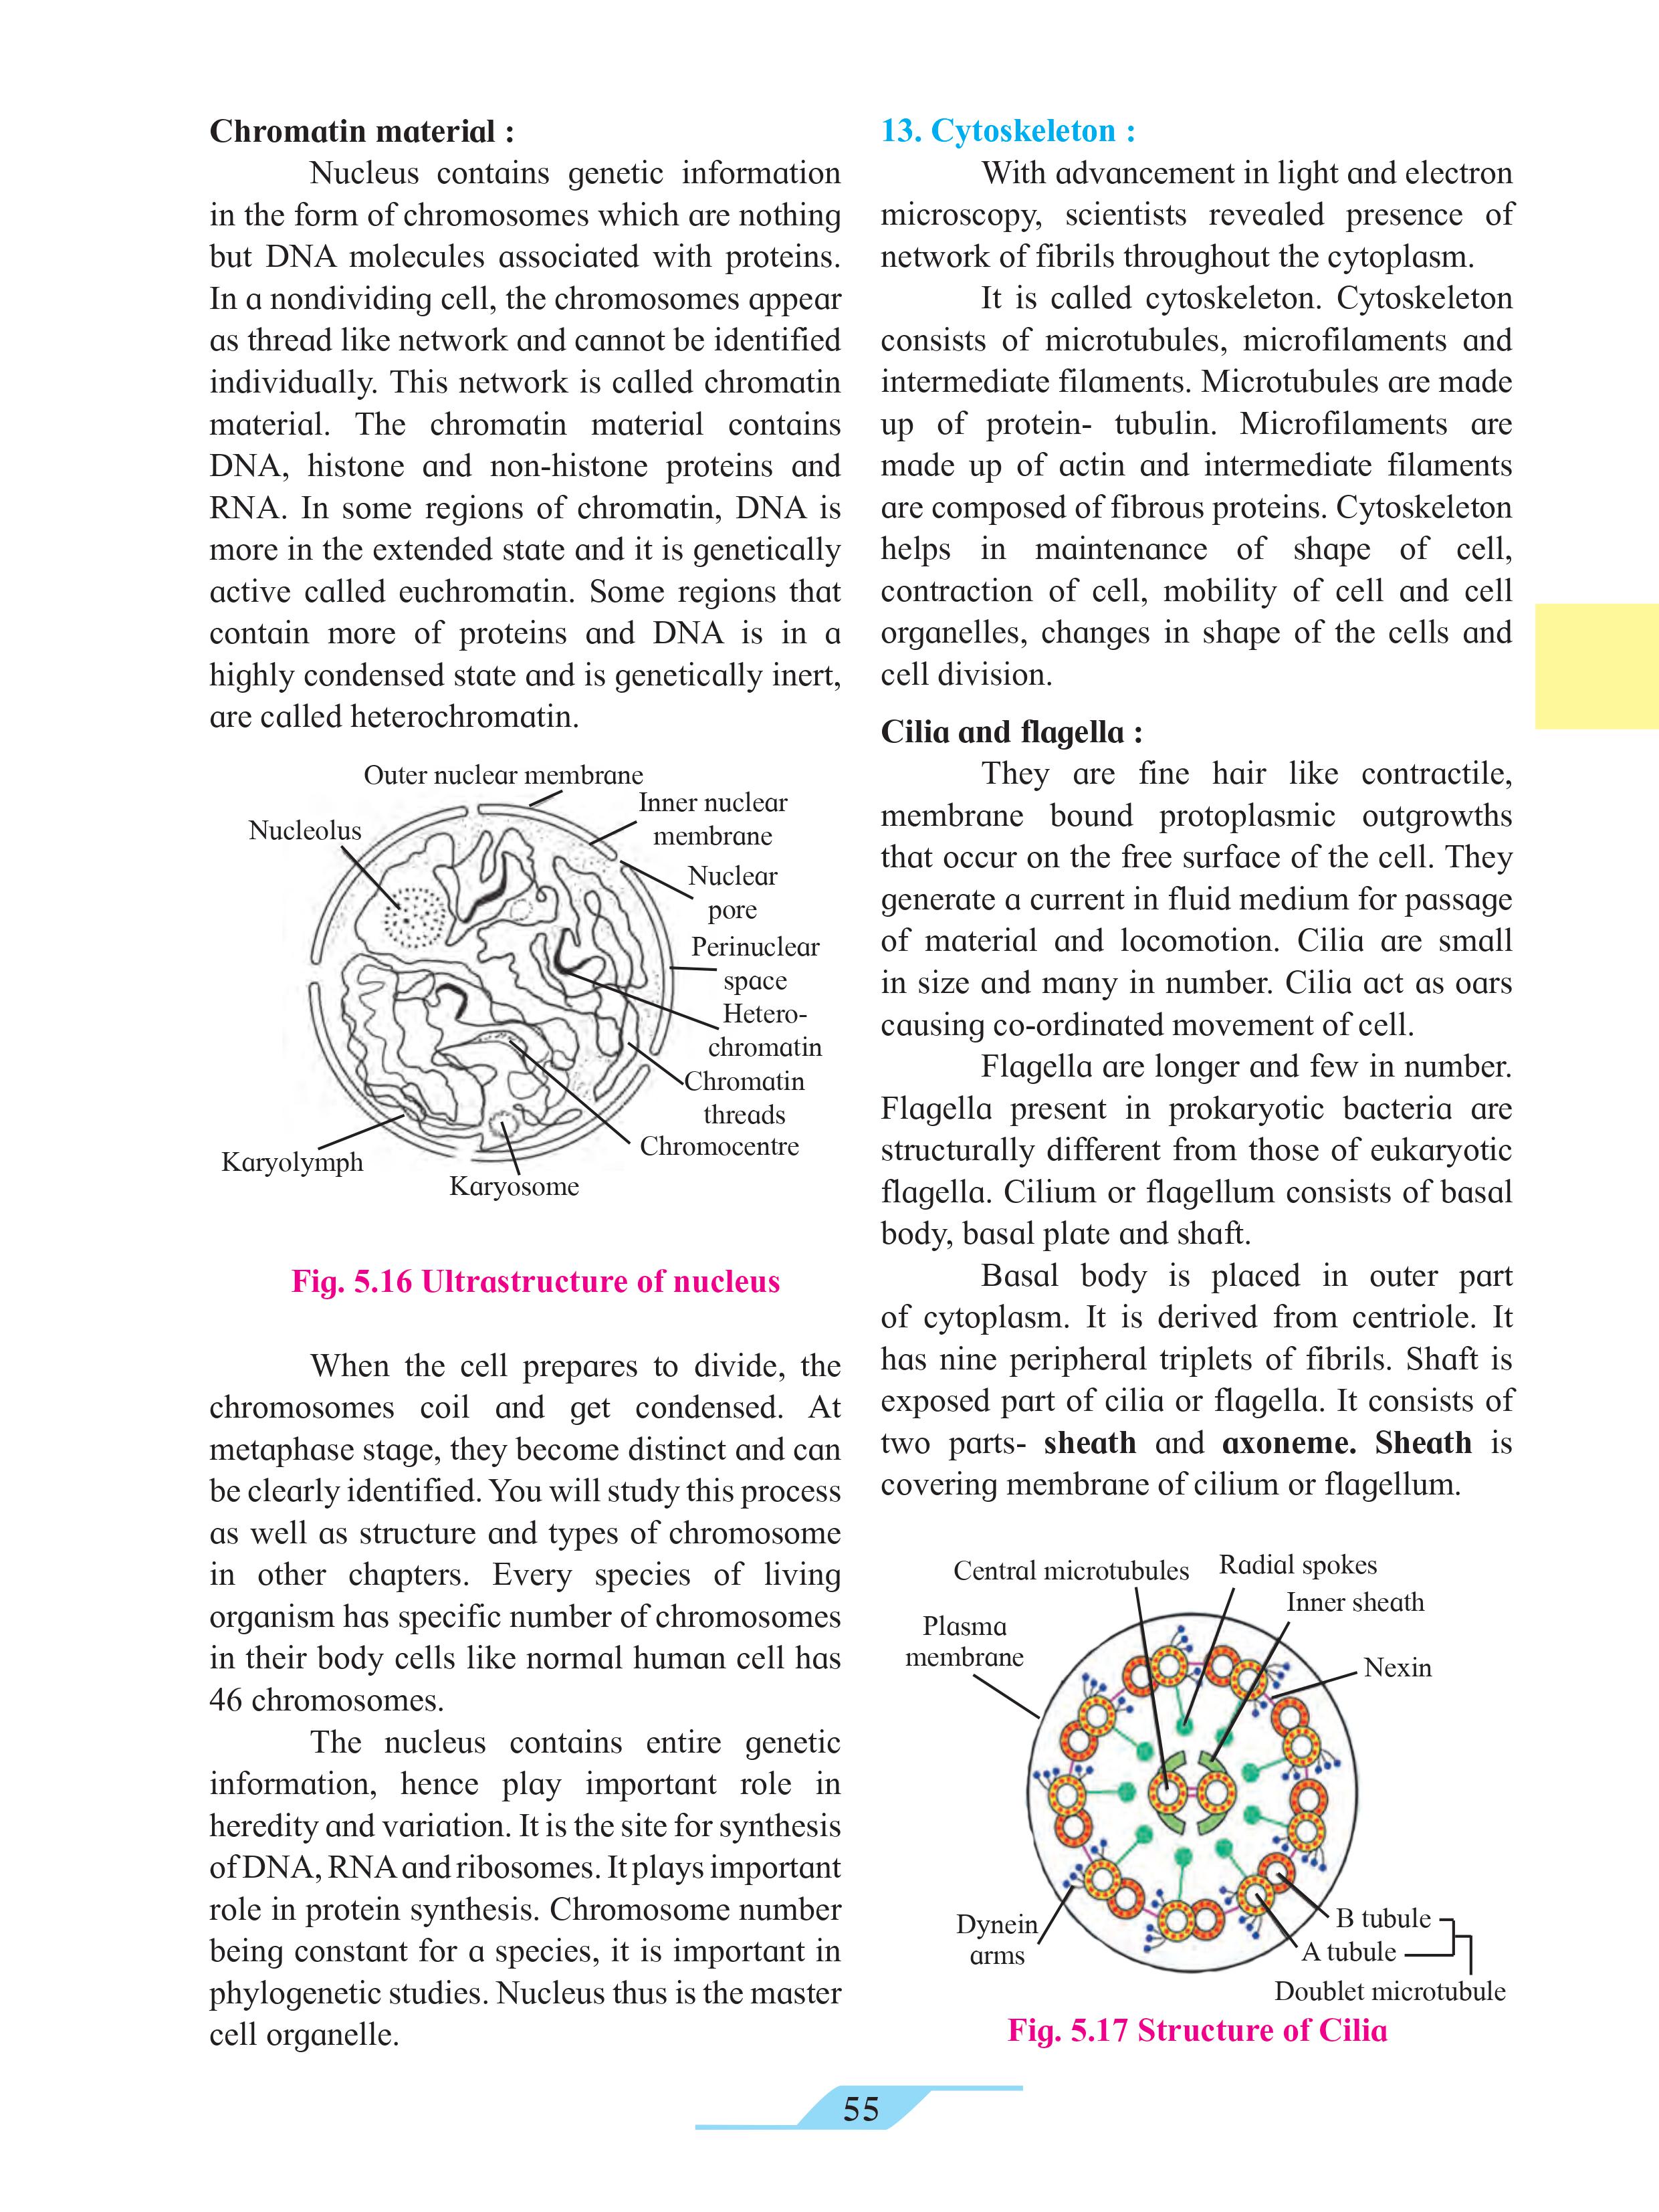 Chromatin material :
Nucleus contains genetic information
in the form of chromosomes which are nothing
but DNA molecules associated with proteins.
In a nondividing cell, the chromosomes appear
as thread like network and cannot be identified
individually. This network is called chromatin
material. The chromatin material contains
DNA, histone and non-histone proteins and
RNA. In some regions of chromatin, DNA is
more in the extended state and it is genetically
active called euchromatin. Some regions that
contain more of proteins and DNA is in a
highly condensed state and is genetically inert,
are called heterochromatin.
Outer nuclear membrane
Inner nuclear
membrane
Nucleolus
Nuclear
pore
Perinuclear
space
Hetero-
chromatin
Chromatin
threads
Chromocentre
Karyolymph
Karyosome
Fig. 5.16 Ultrastructure of nucleus
When the cell prepares to divide, the
chromosomes coil and get condensed. At
metaphase stage, they become distinct and can
be clearly identified. You will study this process
as well as structure and types of chromosome
in other chapters. Every species of living
organism has specific number of chromosomes
in their body cells like normal human cell has
46 chromosomes.
The nucleus contains entire genetic
information, hence play important role in
heredity and variation. It is the site for synthesis
of DNA, RNA and ribosomes. It plays important
role in protein synthesis. Chromosome number
being constant for a species, it is important in
phylogenetic studies. Nucleus thus is the master
cell organelle.
13. Cytoskeleton :
With advancement in light and electron
microscopy, scientists revealed presence of
network of fibrils throughout the cytoplasm.
It is called cytoskeleton. Cytoskeleton
consists of microtubules, microfilaments and
intermediate filaments. Microtubules are made
up of protein- tubulin. Microfilaments are
made up of actin and intermediate filaments
are composed of fibrous proteins. Cytoskeleton
helps in maintenance of shape of cell,
contraction of cell, mobility of cell and cell
organelles, changes in shape of the cells and
cell division.
Cilia and flagella :
They are fine hair like contractile,
membrane bound protoplasmic outgrowths
that occur on the free surface of the cell. They
generate a current in fluid medium for passage
of material and locomotion. Cilia are small
in size and many in number. Cilia act as oars
causing co-ordinated movement of cell.
Flagella are longer and few in number.
Flagella present in prokaryotic bacteria are
structurally different from those of eukaryotic
flagella. Cilium or flagellum consists of basal
body, basal plate and shaft.
Basal body is placed in outer part
of cytoplasm. It is derived from centriole. It
has nine peripheral triplets of fibrils. Shaft is
exposed part of cilia or flagella. It consists of
two parts- sheath and axoneme. Sheath is
covering membrane of cilium or flagellum.
Central microtubules
Radial spokes
Inner sheath
Plasma
membrane
Nexin
Dynein
arms
B tubule
A tubule
Doublet microtubule
Fig. 5.17 Structure of Cilia
55